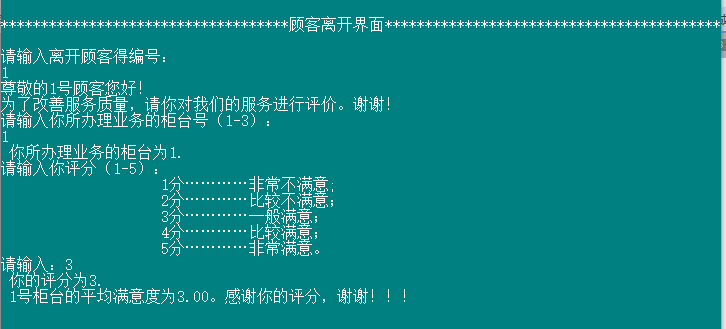 ************************************顾客离开界面******************************************
请输入离开顾客得编号：
1
尊敬的1号顾客您好！
为了改善服务质量，请你对我们的服务进行评价。谢谢！
请输入你所办理业务的柜台号（1-3）：
1
你所办理业务的柜台为1.
请输入你评分（1-5）：
1分…………非常不满意；
2分…………比较不满意；
3分…………一般满意；
4分…………比较满意；
5分…………非常满意。
请输入：3
你的评分为3.
1号柜台的平均满意度为3.00。感谢你的评分，谢谢！！！